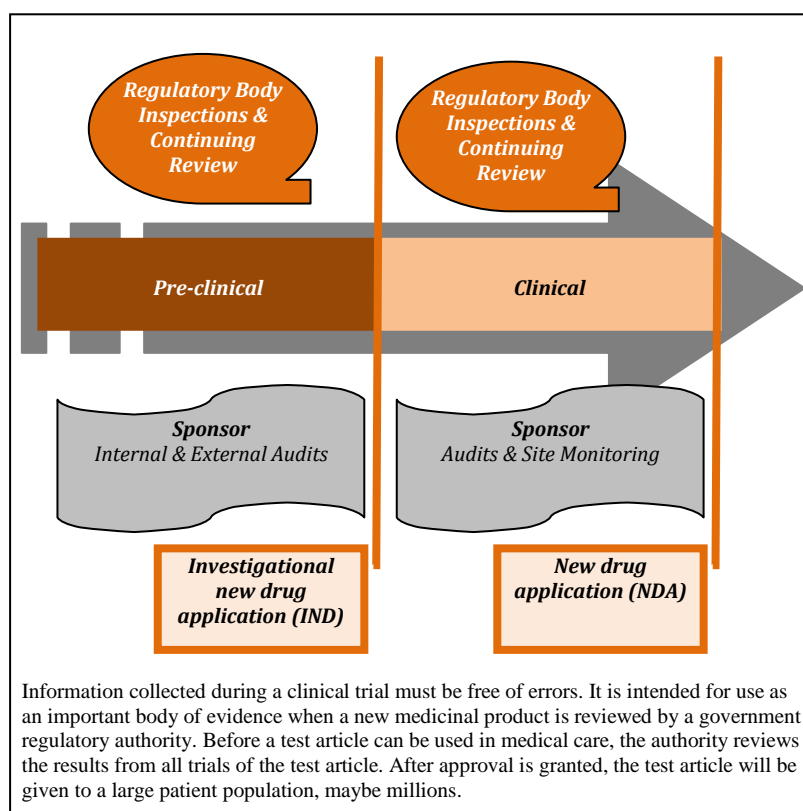 Regulatory Body
Inspections &
Continuing
Review
Regulatory Body
Inspections &
Continuing
Review
Pre-clinical
Clinical
Sponsor
Internal & External Audits
Sponsor
Audits & Site Monitoring
Investigational
new drug
application (IND)
New drug
application (NDA)
Information collected during a clinical trial must be free of errors. It is intended for use as
an important body of evidence when a new medicinal product is reviewed by a government
regulatory authority. Before a test article can be used in medical care, the authority reviews
the results from all trials of the test article. After approval is granted, the test article will be
given to a large patient population, maybe millions.